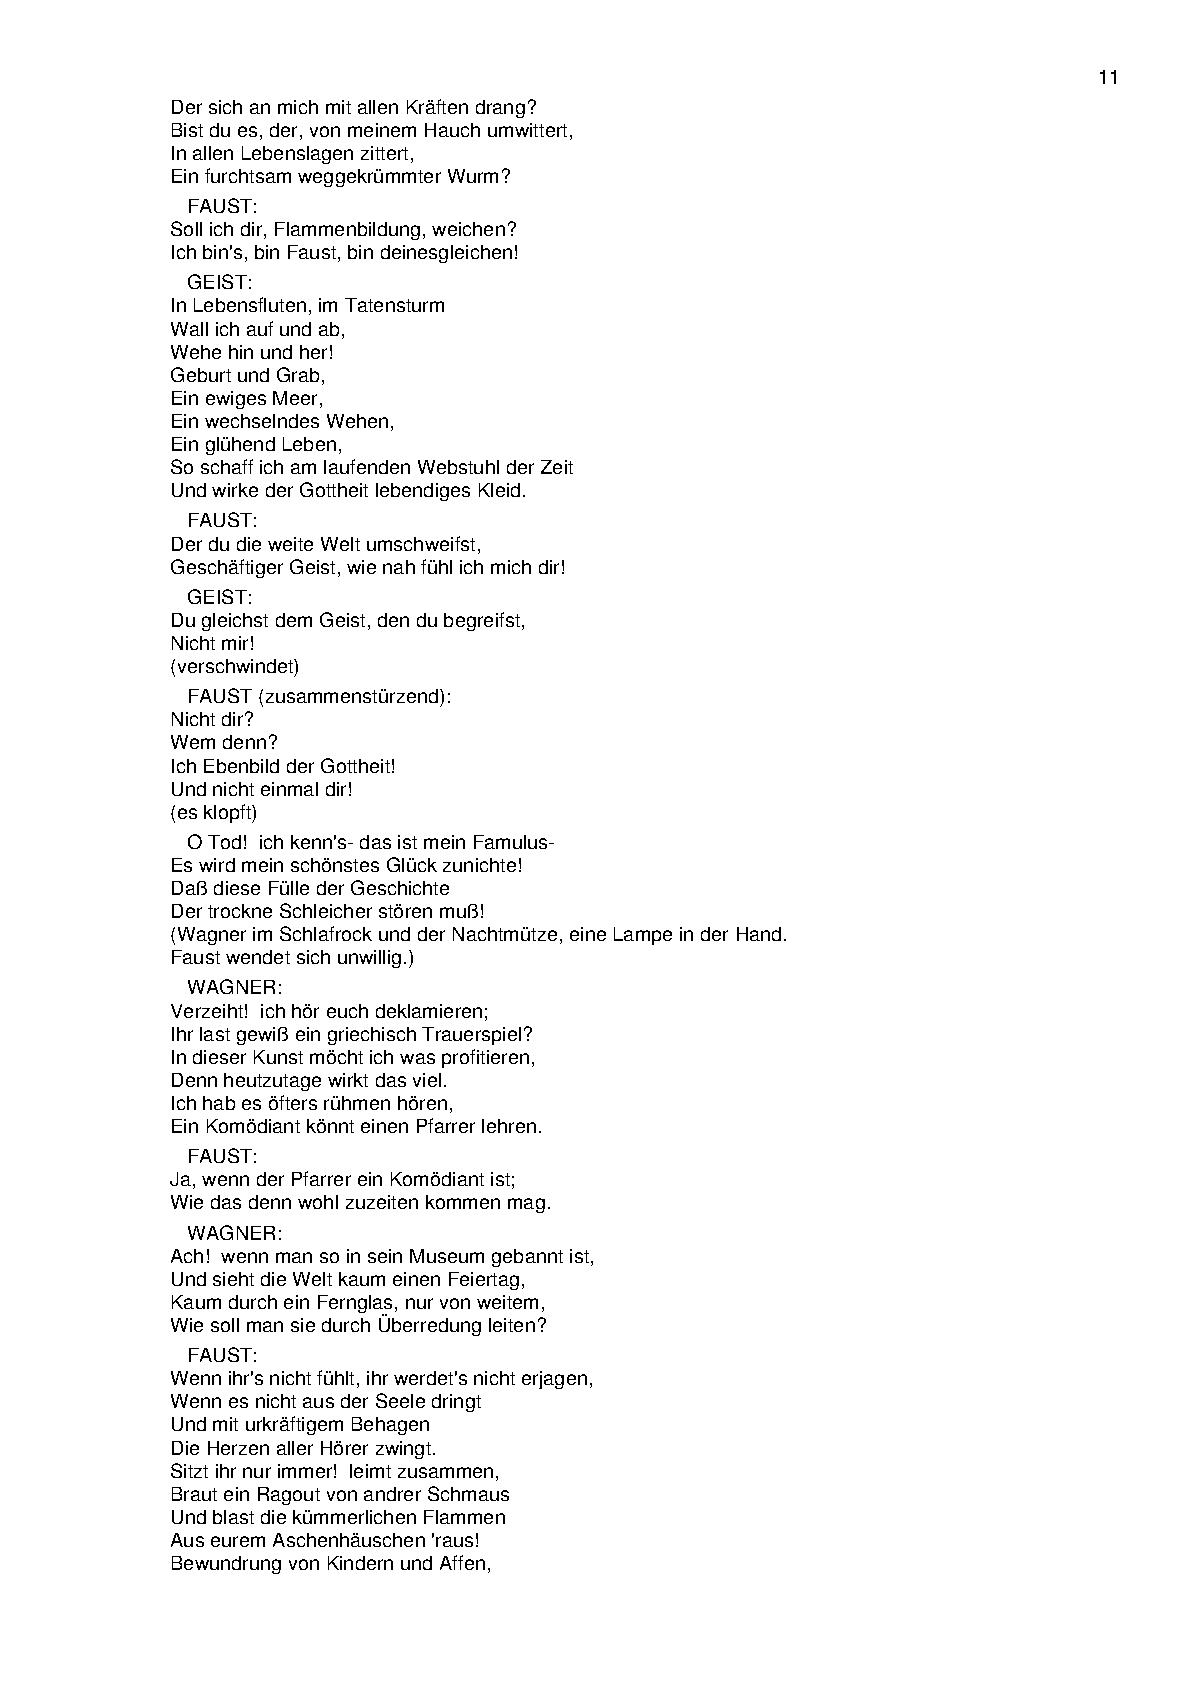 11
Der sich an mich mit allen Kräften drang?
Bist du es, der, von meinem Hauch umwittert,
In allen Lebenslagen zittert,
Ein furchtsam weggekrümmter Wurm?
FAUST:
Soll ich dir, Flammenbildung, weichen?
Ich bin's, bin Faust, bin deinesgleichen!
GEIST:
In Lebensfluten, im Tatensturm
Wall ich auf und ab,
Wehe hin und her!
Geburt und Grab,
Ein ewiges Meer,
Ein wechselndes Wehen,
Ein glühend Leben,
So schaff ich am laufenden Webstuhl der Zeit
Und wirke der Gottheit lebendiges Kleid.
FAUST:
Der du die weite Welt umschweifst,
Geschäftiger Geist, wie nah fühl ich mich dir!
GEIST:
Du gleichst dem Geist, den du begreifst,
Nicht mir!
(verschwindet)
FAUST (zusammenstürzend):
Nicht dir?
Wem denn?
Ich Ebenbild der Gottheit!
Und nicht einmal dir!
(es klopft)
O Tod!  ich kenn's- das ist mein Famulus-
Es wird mein schönstes Glück zunichte!
Daß diese Fülle der Geschichte
Der trockne Schleicher stören muß!
(Wagner im Schlafrock und der Nachtmütze, eine Lampe in der Hand.
Faust wendet sich unwillig.)
WAGNER:
Verzeiht!  ich hör euch deklamieren;
Ihr last gewiß ein griechisch Trauerspiel?
In dieser Kunst möcht ich was profitieren,
Denn heutzutage wirkt das viel.
Ich hab es öfters rühmen hören,
Ein Komödiant könnt einen Pfarrer lehren.
FAUST:
Ja, wenn der Pfarrer ein Komödiant ist;
Wie das denn wohl zuzeiten kommen mag.
WAGNER:
Ach!  wenn man so in sein Museum gebannt ist,
Und sieht die Welt kaum einen Feiertag,
Kaum durch ein Fernglas, nur von weitem,
Wie soll man sie durch Überredung leiten?
FAUST:
Wenn ihr's nicht fühlt, ihr werdet's nicht erjagen,
Wenn es nicht aus der Seele dringt
Und mit urkräftigem Behagen
Die Herzen aller Hörer zwingt.
Sitzt ihr nur immer!  leimt zusammen,
Braut ein Ragout von andrer Schmaus
Und blast die kümmerlichen Flammen
Aus eurem Aschenhäuschen 'raus!
Bewundrung von Kindern und Affen,